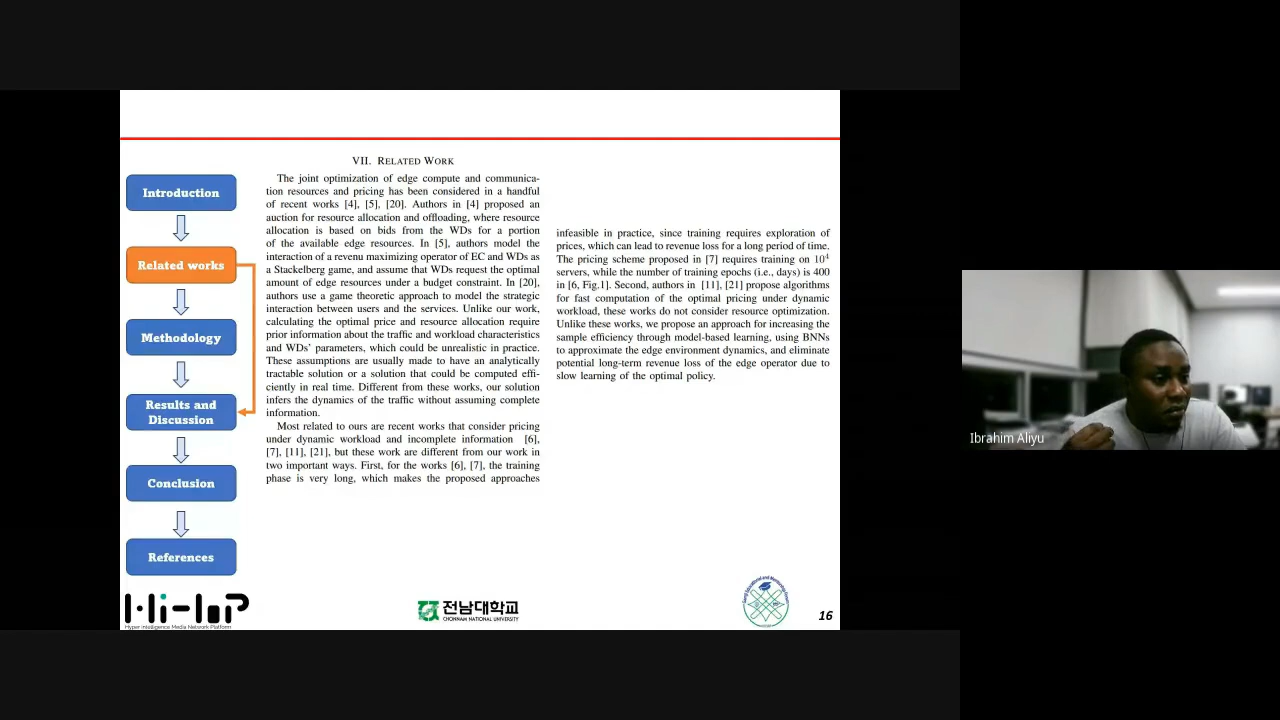 Introduction
Related works
Methodology
Results and
Discussion
Conclusion
References
VII. RELATED WORK
The joint optimization of edge compute and communica-
tion resources and pricing has been considered in a handful
of recent works [4], [5], [20]. Authors in [4] proposed an
auction for resource allocation and offloading, where resource
allocation is based on bids from the WDs for a portion
of the available edge resources. In [5], authors model the
interaction of a revenu maximizing operator of EC and WDs as
a Stackelberg game, and assume that WDs request the optimal
amount of edge resources under a budget constraint. In [20],
authors use a game theoretic approach to model the strategic
interaction between users and the services. Unlike our work,
calculating the optimal price and resource allocation require
prior information about the traffic and workload characteristics
and WDs' parameters, which could be unrealistic in practice.
These assumptions are usually made to have an analytically
tractable solution or a solution that could be computed effi-
ciently in real time. Different from these works, our solution
infers the dynamics of the traffic without assuming complete
information.
Most related to ours are recent works that consider pricing
under dynamic workload and incomplete information [6],
[7], [11], [21], but these work are different from our work in
two important ways. First, for the works [6], [7], the training
phase is very long, which makes the proposed approaches
infeasible in practice, since training requires exploration of
prices, which can lead to revenue loss for a long period of time.
The pricing scheme proposed in [7] requires training on 10⁴
servers, while the number of training epochs (i.e., days) is 400
in [6, Fig.1]. Second, authors in [11], [21] propose algorithms
for fast computation of the optimal pricing under dynamic
workload, these works do not consider resource optimization.
Unlike these works, we propose an approach for increasing the
sample efficiency through model-based learning, using BNNs
to approximate the edge environment dynamics, and eliminate
potential long-term revenue loss of the edge operator due to
slow learning of the optimal policy.
Hi-IoP
Hyper Intelligence Media Network Platform
전남대학교
CHONNAM NATIONAL UNIVERSITY
16
Ibrahim Aliyu